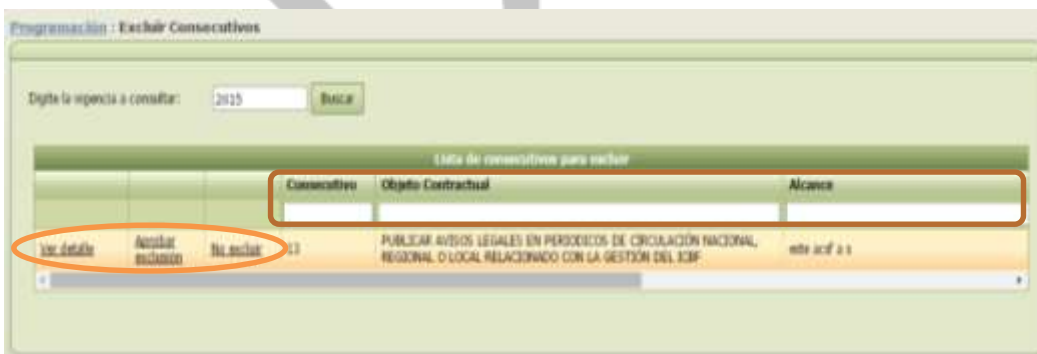 Programación : Excluir Consecutivos
Digite la vigencia a consultar: 2015 Buscar
Lista de consecutivos para excluir
Consecutivo Objeto Contractual Alcance
Ver detalle Aprobar exclusión No excluir 13 PUBLICAR AVISOS LEGALES EN PERIODICOS DE CIRCULACIÓN NACIONAL,
REGIONAL O LOCAL RELACIONADO CON LA GESTIÓN DEL ICBF